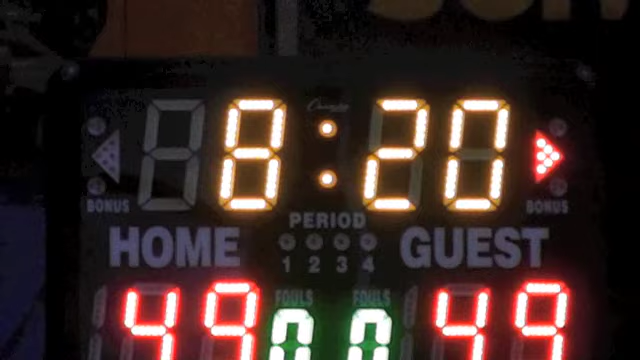 8:20
BONUS PERIOD BONUS
HOME 1 2 3 4 GUEST
FOULS FOULS
49 0 0 49